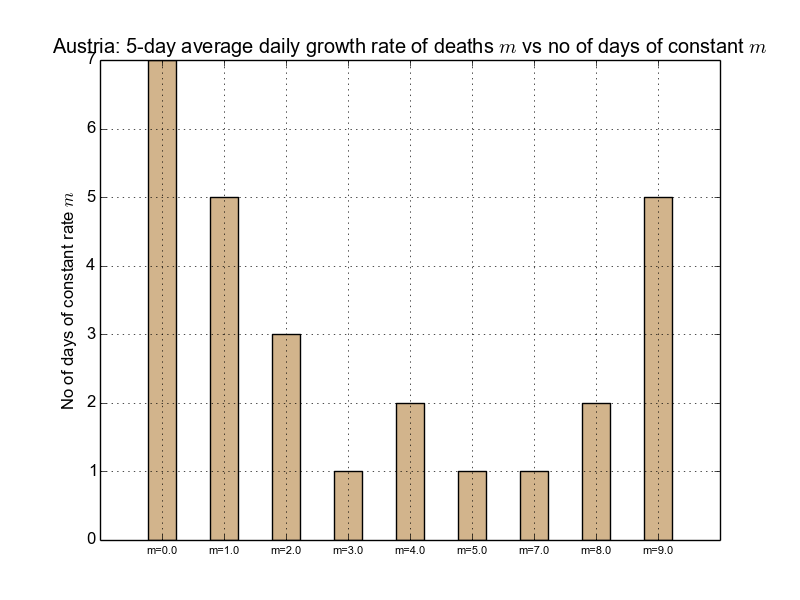 Austria: 5-day average daily growth rate of deaths m vs no of days of constant m
No of days of constant rate m
7
6
5
4
3
2
1
0
m=0.0 m=1.0 m=2.0 m=3.0 m=4.0 m=5.0 m=7.0 m=8.0 m=9.0